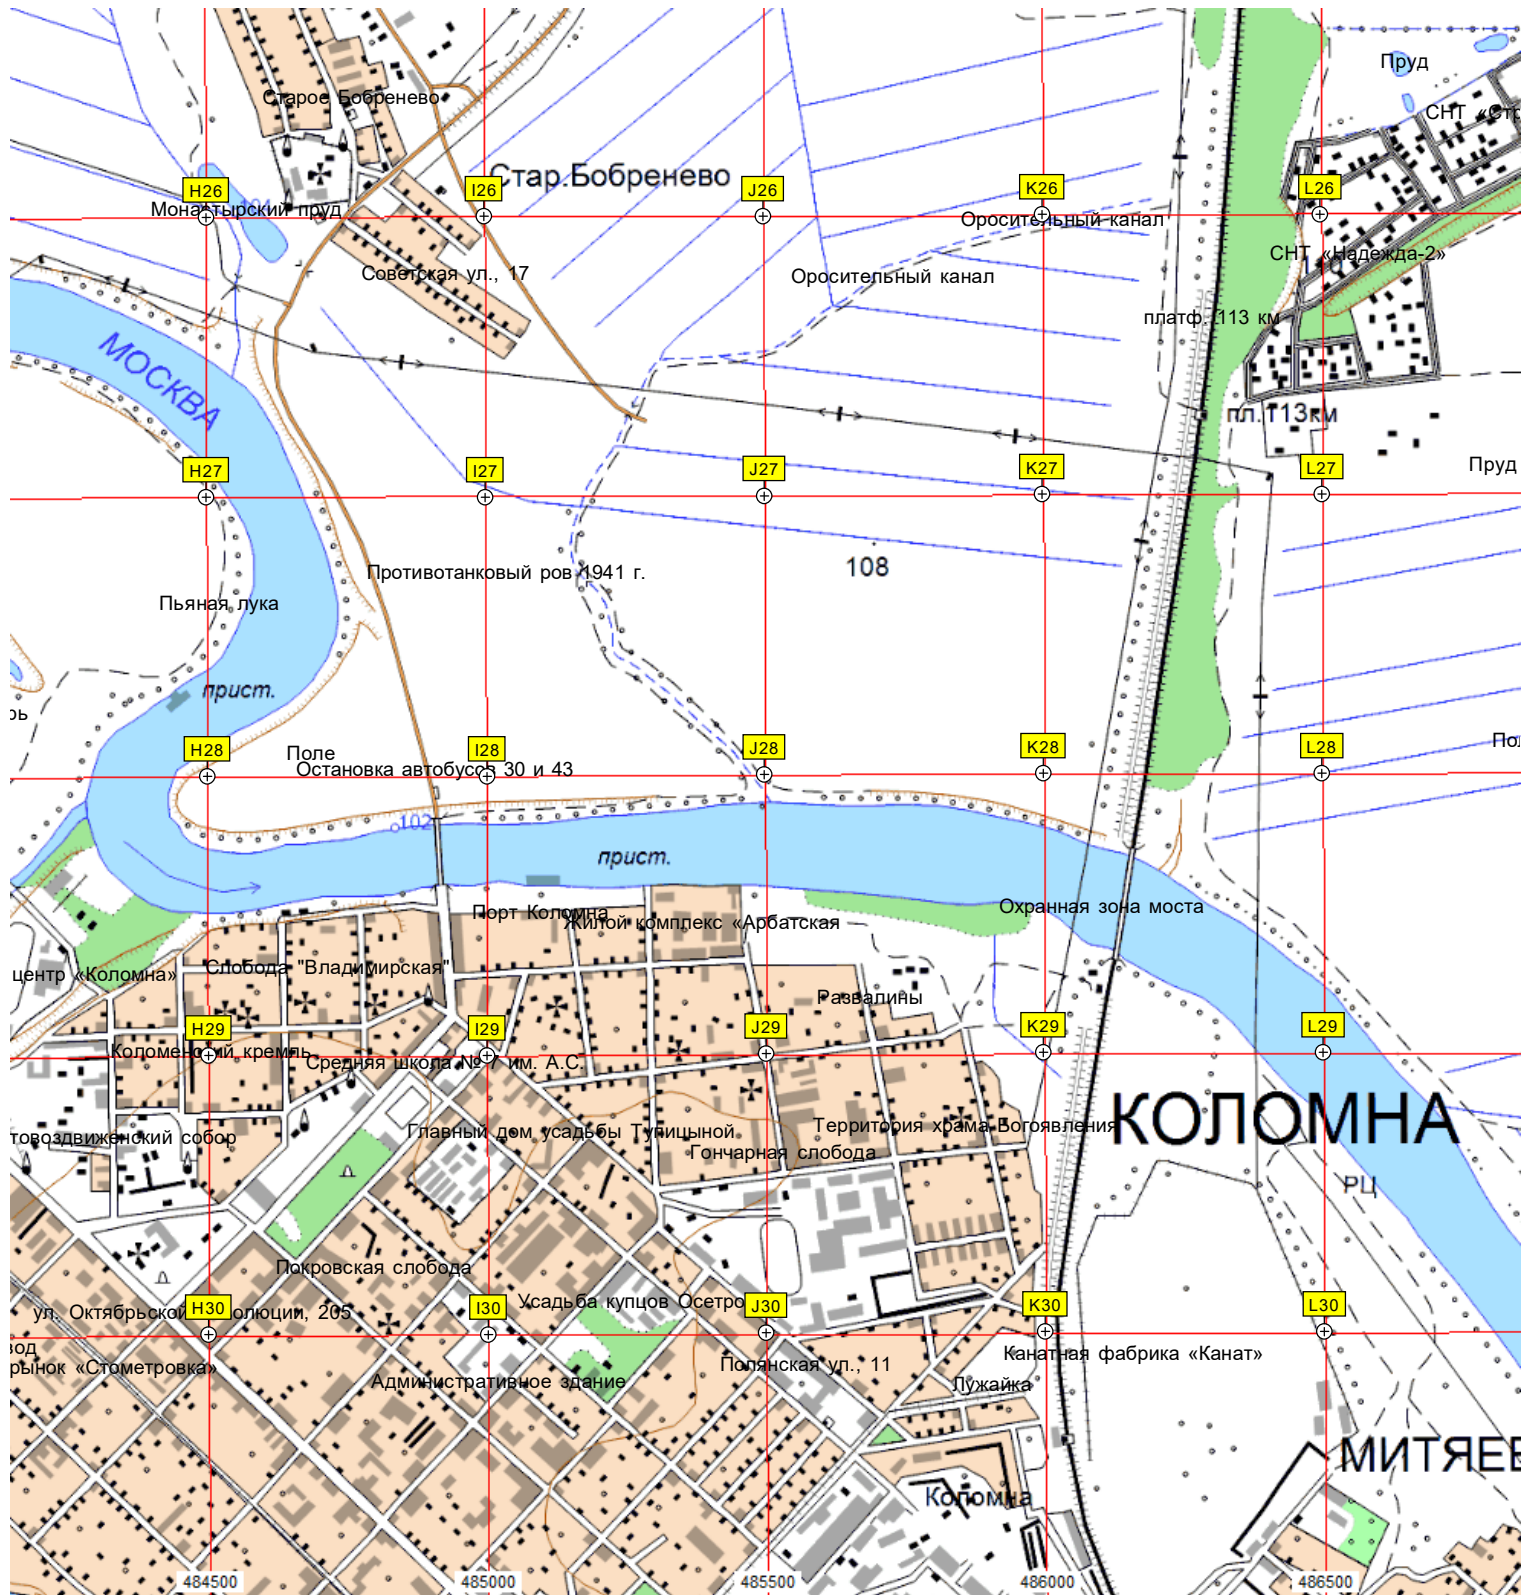 Пруд
Старое Бобренево
СНТ «Стр
Стар.Бобренево
H26
I26
J26
K26
L26
104
Монастырский пруд
Оросительный канал
СНТ «Надежда-2»
Советская ул., 17
Оросительный канал
платф. 113 км
МОСКВА
пл.113км
H27
I27
J27
K27
L27
Пруд
108
Противотанковый ров 1941 г.
Пьяная лука
прист.
рь
H28
I28
J28
K28
L28
Поле
Пол
Остановка автобусов 30 и 43
102
прист.
Охранная зона моста
Порт Коломна
Жилой комплекс «Арбатская
центр «Коломна»
Слобода "Владимирская"
Развалины
H29
I29
J29
K29
L29
Коломенский кремль
Средняя школа № 7 им. А.С.
КОЛОМНА
товоздвиженский собор
Главный дом усадьбы Тупицыной
Территория храма Богоявления
Гончарная слобода
РЦ
Покровская слобода
ул. Октябрьской олюции, 205
H30
I30
J30
K30
L30
Усадьба купцов Осетро
вод
рынок «Стометровка»
Полянская ул., 11
Канатная фабрика «Канат»
Административное здание
Лужайка
МИТЯЕВ
Коломна
484500
485000
485500
486000
486500